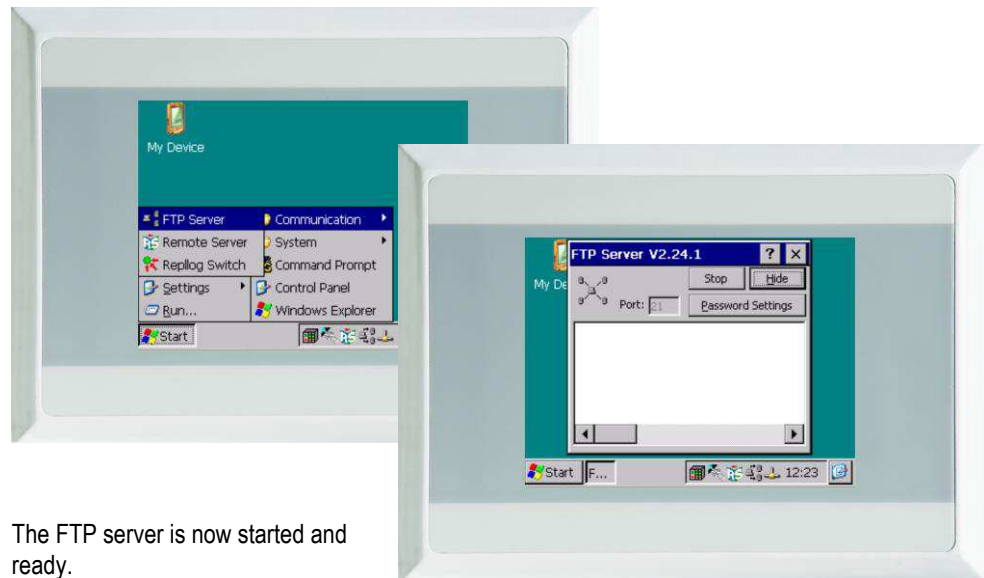 My Device
FTP Server
Communication
Remote Server
System
Repllog Switch
Command Prompt
Settings
Control Panel
Run...
Windows Explorer
Start
FTP Server V2.24.1
? ×
My De
Stop
Hide
Port: 21
Password Settings
Start
F...
12:23
The FTP server is now started and
ready.